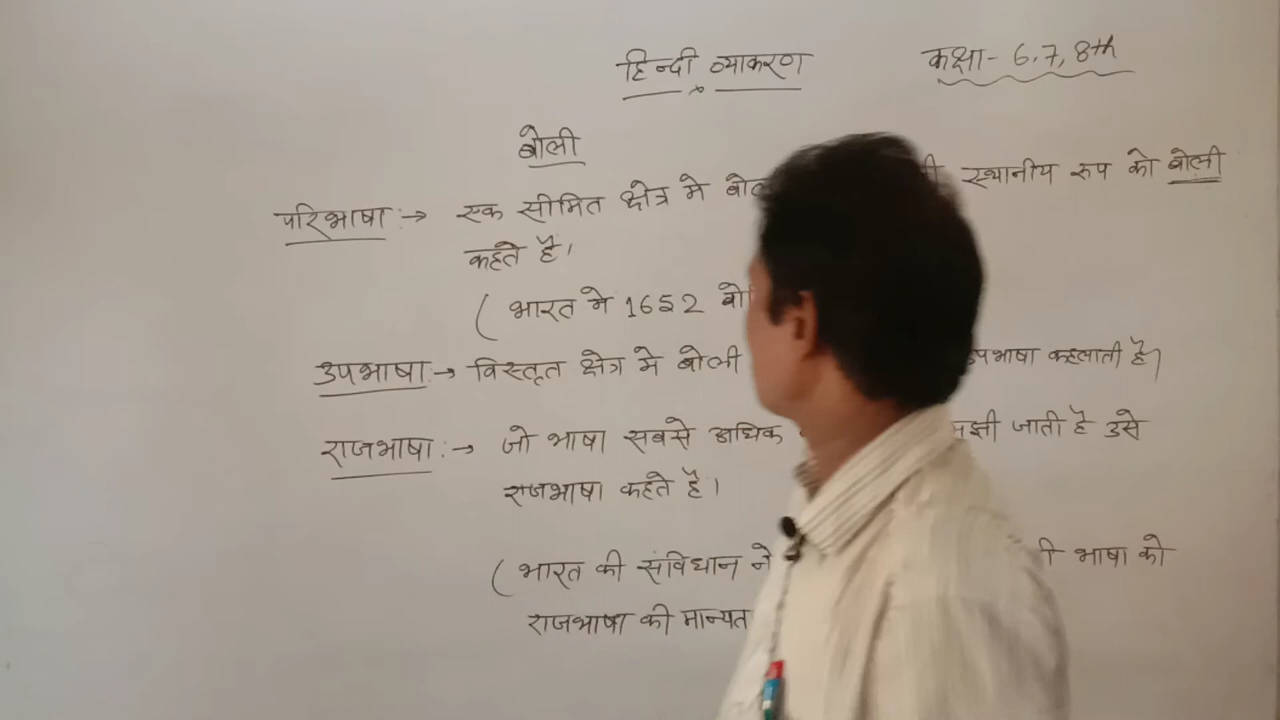 हिन्दी व्याकरण
कक्षा- 6,7,8th
बोली
परिभाषा :→ एक सीमित क्षेत्र मे स्थानीय रुप को बोली
कहते है।
( भारत मे 1652
उपभाषा :→ विस्तृत क्षेत्र मे बोली उपभाषा कहलाती है।
राजभाषा :→ जो भाषा सबसे अधिक जाती है उसे
राजभाषा कहते है।
( भारत की संविधान ने भाषा को
राजभाषा की